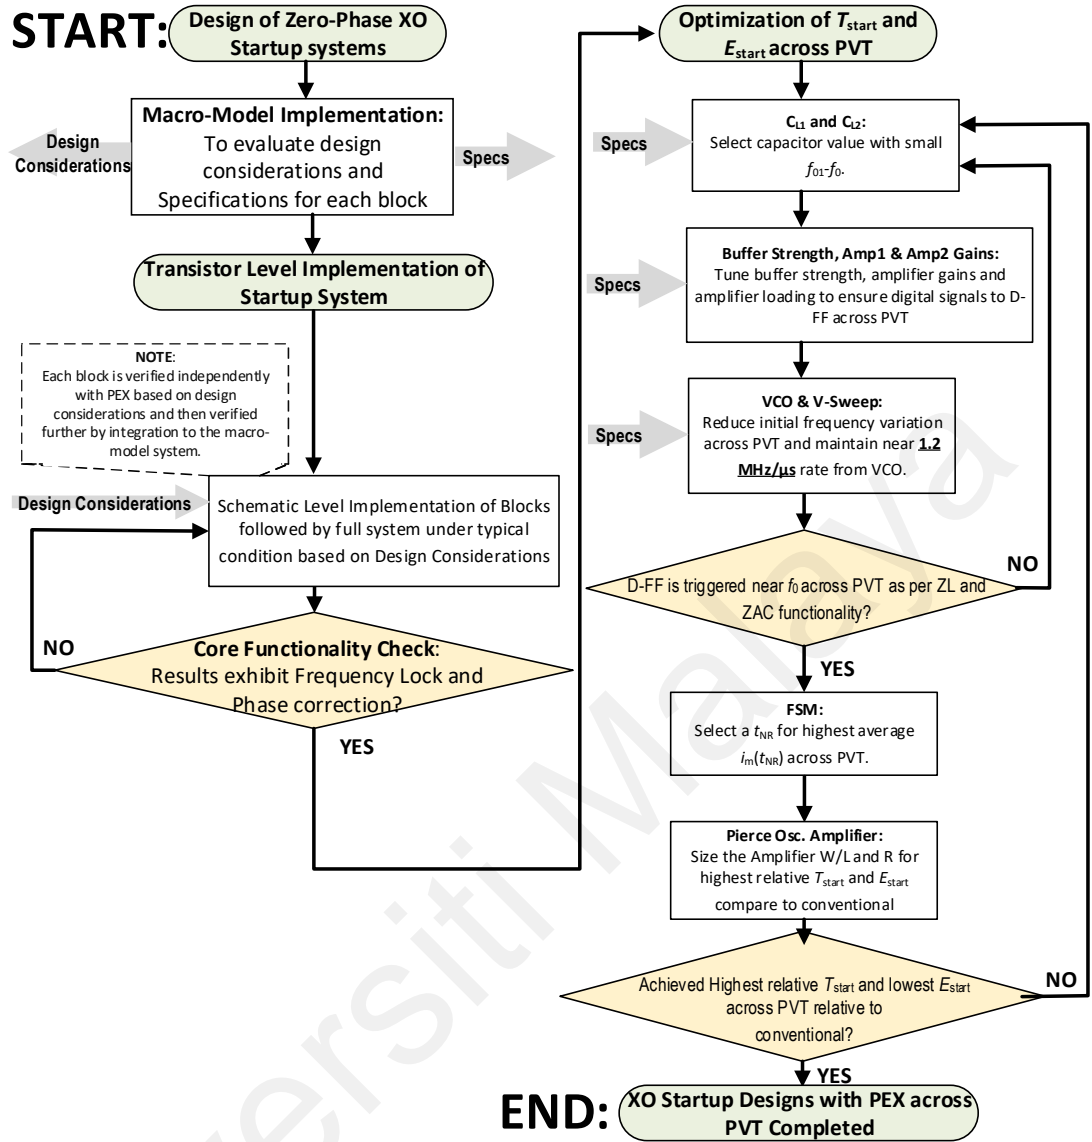 START:
Design of Zero-Phase XO
Startup systems
Macro-Model Implementation:
To evaluate design
considerations and
Specifications for each block
Design
Considerations
Specs
Transistor Level Implementation of
Startup System
NOTE:
Each block is verified independently
with PEX based on design
considerations and then verified
further by integration to the macro-
model system.
Design Considerations
Schematic Level Implementation of Blocks
followed by full system under typical
condition based on Design Considerations
NO
Core Functionality Check:
Results exhibit Frequency Lock and
Phase correction?
YES
Optimization of Tstart and
Estart across PVT
Specs
CL1 and CL2:
Select capacitor value with small
f01-f0.
Specs
Buffer Strength, Amp1 & Amp2 Gains:
Tune buffer strength, amplifier gains and
amplifier loading to ensure digital signals to D-
FF across PVT
Specs
VCO & V-Sweep:
Reduce initial frequency variation
across PVT and maintain near 1.2
MHz/µs rate from VCO.
NO
D-FF is triggered near f0 across PVT as per ZL and
ZAC functionality?
YES
FSM:
Select a tNR for highest average
im(tNR) across PVT.
Pierce Osc. Amplifier:
Size the Amplifier W/L and R for
highest relative Tstart and Estart
compare to conventional
NO
Achieved Highest relative Tstart and lowest Estart
across PVT relative to
conventional?
YES
END:
XO Startup Designs with PEX across
PVT Completed
ersiti Malaya